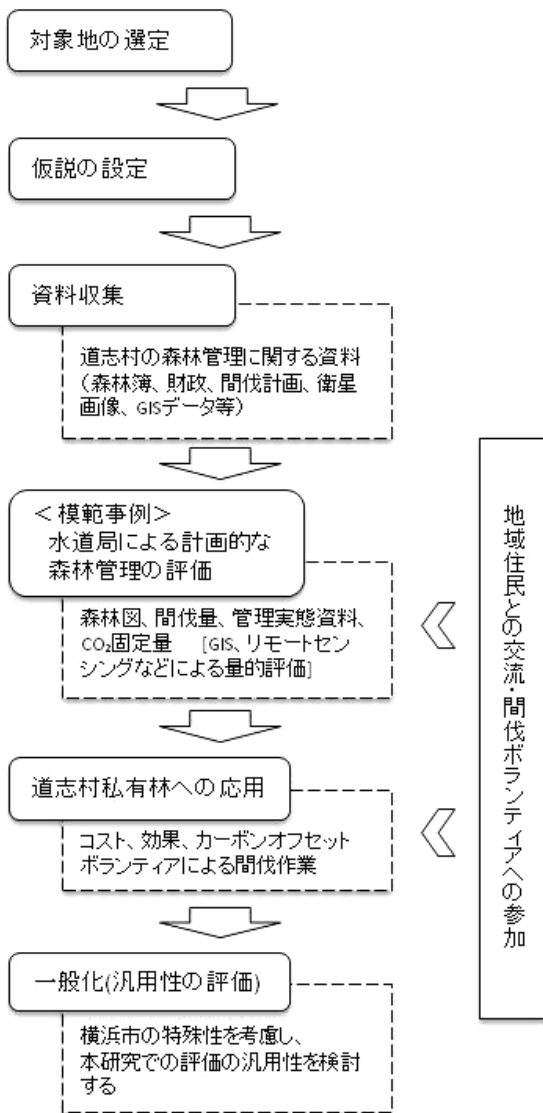 対象地の選定
仮説の設定
資料収集
道志村の森林管理に関する資料
（森林簿、財政、間伐計画、衛星
画像、GISデータ等）
＜模範事例＞
水道局による計画的な
森林管理の評価
森林図、間伐量、管理実態資料、
CO₂固定量　[GIS、リモートセン
シングなどによる量的評価]
道志村私有林への応用
コスト、効果、カーボンオフセット
ボランティアによる間伐作業
一般化(汎用性の評価)
横浜市の特殊性を考慮し、
本研究での評価の汎用性を検討
する
地域住民との交流・間伐ボランティアへの参加